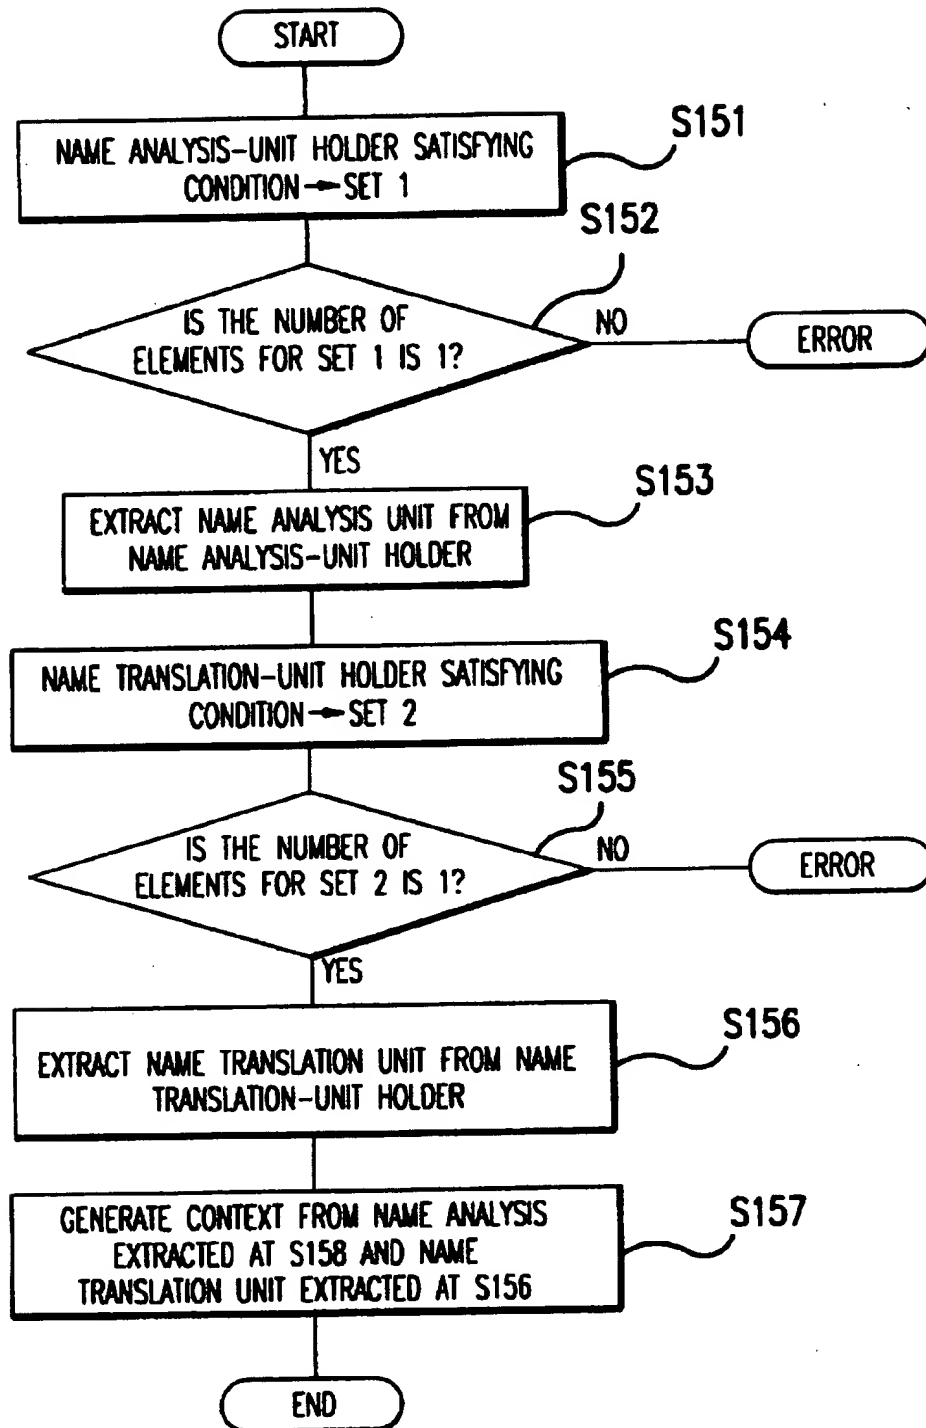 START
S151
NAME ANALYSIS-UNIT HOLDER SATISFYING
CONDITION→SET 1
S152
IS THE NUMBER OF
ELEMENTS FOR SET 1 IS 1?
NO
ERROR
YES
S153
EXTRACT NAME ANALYSIS UNIT FROM
NAME ANALYSIS-UNIT HOLDER
S154
NAME TRANSLATION-UNIT HOLDER SATISFYING
CONDITION→SET 2
S155
IS THE NUMBER OF
ELEMENTS FOR SET 2 IS 1?
NO
ERROR
YES
S156
EXTRACT NAME TRANSLATION UNIT FROM NAME
TRANSLATION-UNIT HOLDER
S157
GENERATE CONTEXT FROM NAME ANALYSIS
EXTRACTED AT S158 AND NAME
TRANSLATION UNIT EXTRACTED AT S156
END